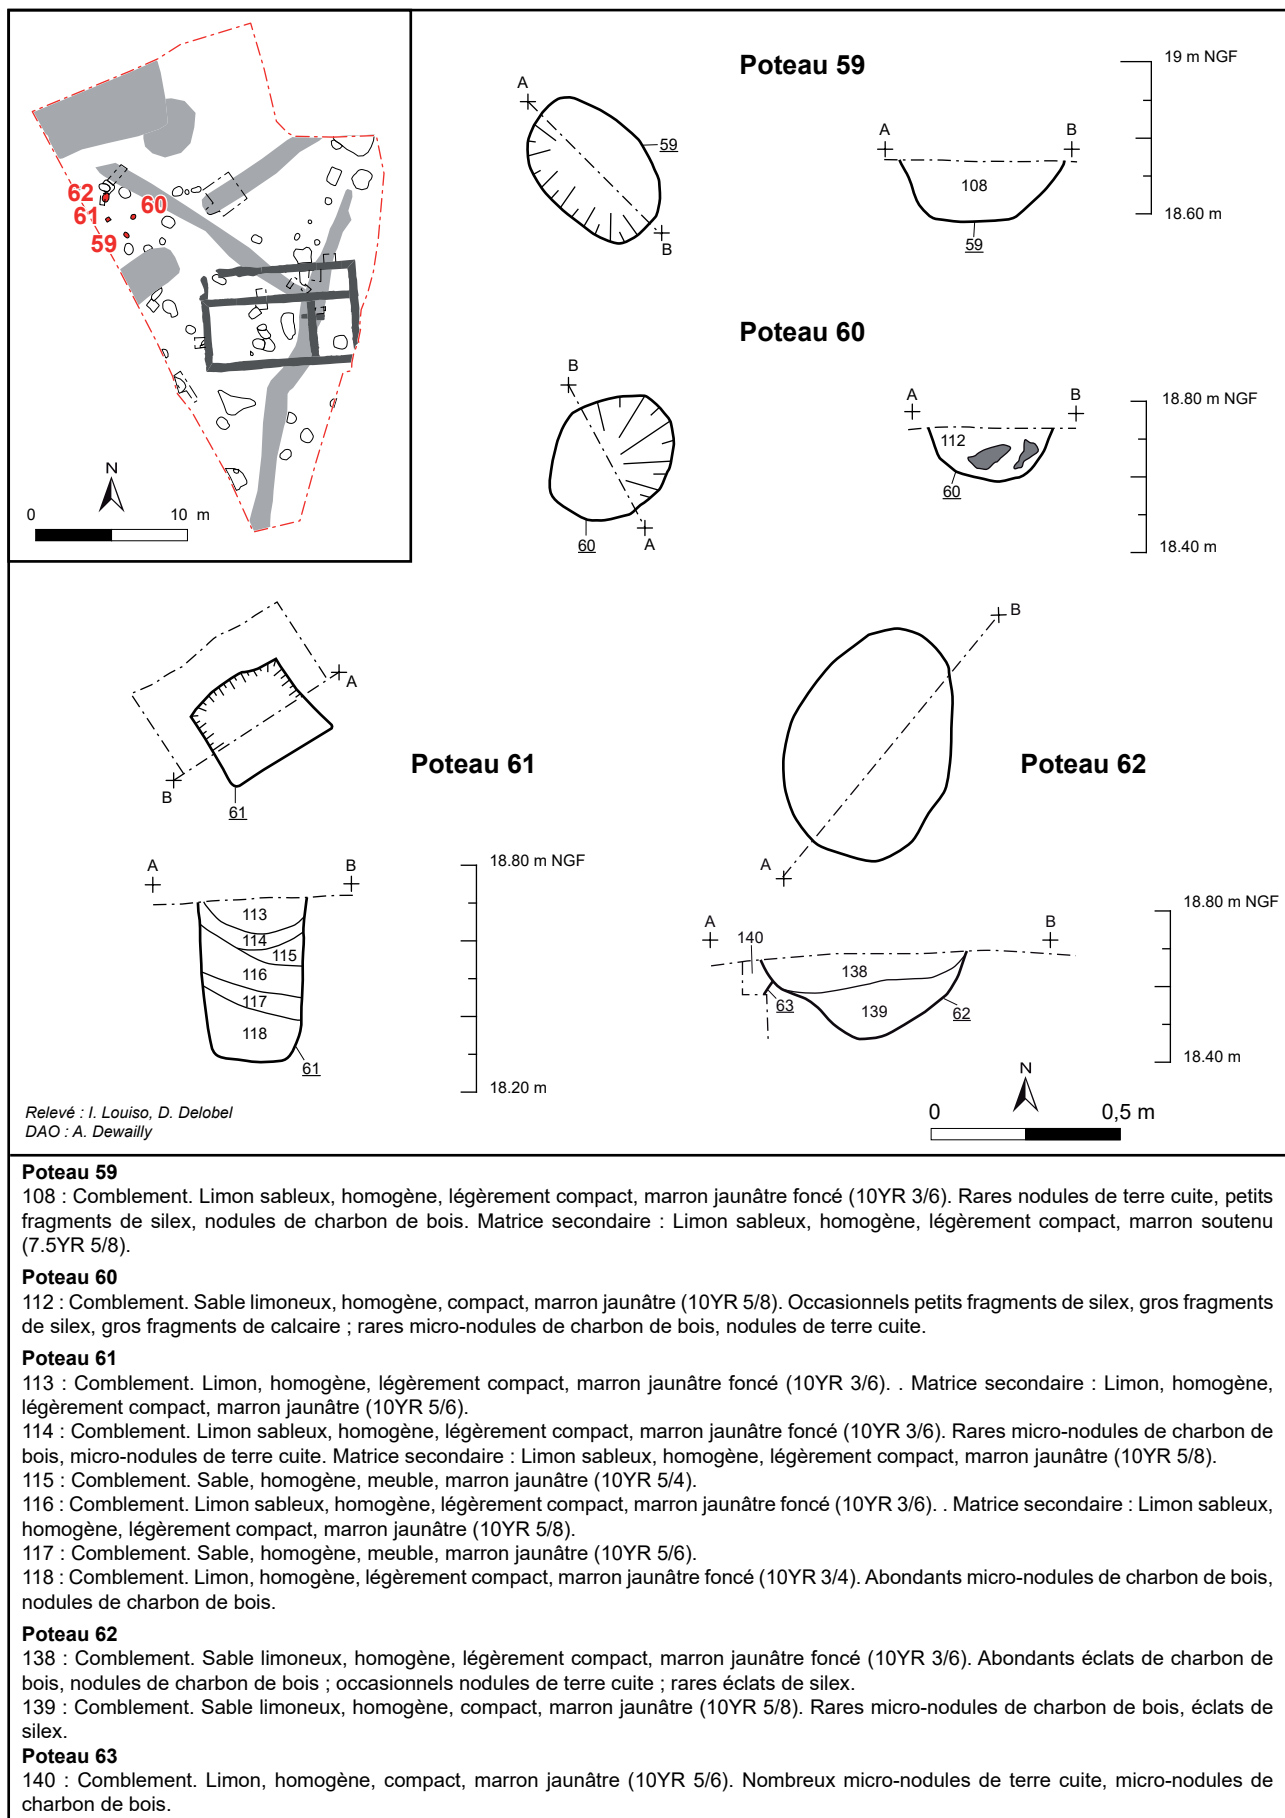 62
61
60
59
N
0 10 m
Poteau 59
A
B
59
A
B
108
59
19 m NGF
18.60 m
Poteau 60
B
A
60
A
B
112
60
18.80 m NGF
18.40 m
Poteau 61
A
B
61
A
B
113
114
115
116
117
118
61
18.80 m NGF
18.20 m
Poteau 62
B
A
A
B
140
138
139
63
62
18.80 m NGF
18.40 m
N
0 0,5 m
Relevé : I. Louiso, D. Delobel
DAO : A. Dewailly
Poteau 59
108 : Comblement. Limon sableux, homogène, légèrement compact, marron jaunâtre foncé (10YR 3/6). Rares nodules de terre cuite, petits
fragments de silex, nodules de charbon de bois. Matrice secondaire : Limon sableux, homogène, légèrement compact, marron soutenu
(7.5YR 5/8).
Poteau 60
112 : Comblement. Sable limoneux, homogène, compact, marron jaunâtre (10YR 5/8). Occasionnels petits fragments de silex, gros fragments
de silex, gros fragments de calcaire ; rares micro-nodules de charbon de bois, nodules de terre cuite.
Poteau 61
113 : Comblement. Limon, homogène, légèrement compact, marron jaunâtre foncé (10YR 3/6). . Matrice secondaire : Limon, homogène,
légèrement compact, marron jaunâtre (10YR 5/6).
114 : Comblement. Limon sableux, homogène, légèrement compact, marron jaunâtre foncé (10YR 3/6). Rares micro-nodules de charbon de
bois, micro-nodules de terre cuite. Matrice secondaire : Limon sableux, homogène, légèrement compact, marron jaunâtre (10YR 5/8).
115 : Comblement. Sable, homogène, meuble, marron jaunâtre (10YR 5/4).
116 : Comblement. Limon sableux, homogène, légèrement compact, marron jaunâtre foncé (10YR 3/6). . Matrice secondaire : Limon sableux,
homogène, légèrement compact, marron jaunâtre (10YR 5/8).
117 : Comblement. Sable, homogène, meuble, marron jaunâtre (10YR 5/6).
118 : Comblement. Limon, homogène, légèrement compact, marron jaunâtre foncé (10YR 3/4). Abondants micro-nodules de charbon de bois,
nodules de charbon de bois.
Poteau 62
138 : Comblement. Sable limoneux, homogène, légèrement compact, marron jaunâtre foncé (10YR 3/6). Abondants éclats de charbon de
bois, nodules de charbon de bois ; occasionnels nodules de terre cuite ; rares éclats de silex.
139 : Comblement. Sable limoneux, homogène, compact, marron jaunâtre (10YR 5/8). Rares micro-nodules de charbon de bois, éclats de
silex.
Poteau 63
140 : Comblement. Limon, homogène, compact, marron jaunâtre (10YR 5/6). Nombreux micro-nodules de terre cuite, micro-nodules de
charbon de bois.